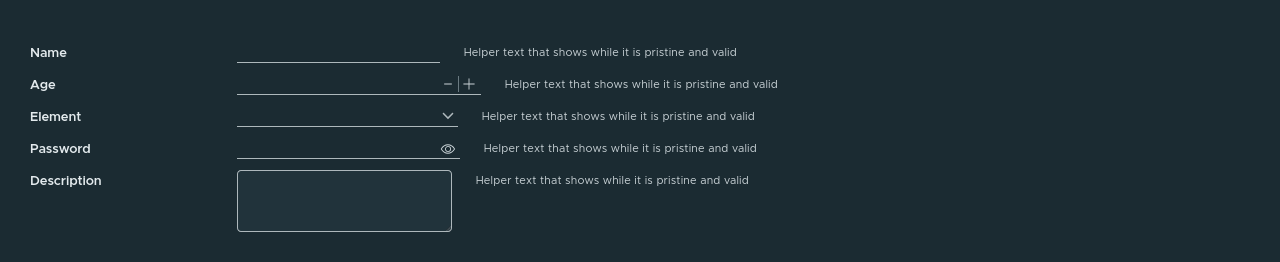 Name Helper text that shows while it is pristine and valid
Age Helper text that shows while it is pristine and valid
Element Helper text that shows while it is pristine and valid
Password Helper text that shows while it is pristine and valid
Description Helper text that shows while it is pristine and valid